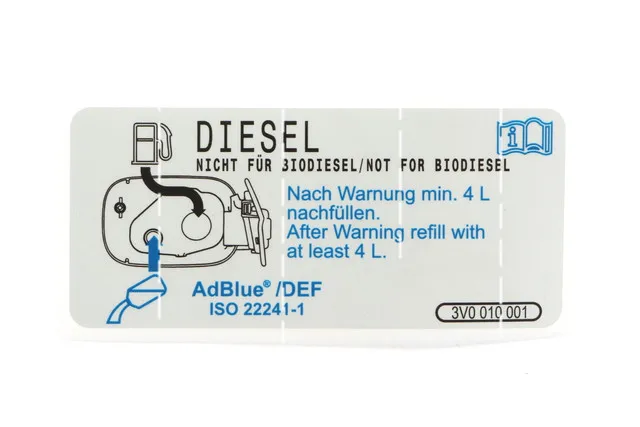 DIESEL
NICHT FÜR BIODIESEL/NOT FOR BIODIESEL
Nach Warnung min. 4 L
nachfüllen.
After Warning refill with
at least 4 L.
AdBlue® /DEF
ISO 22241-1
3V0 010 001